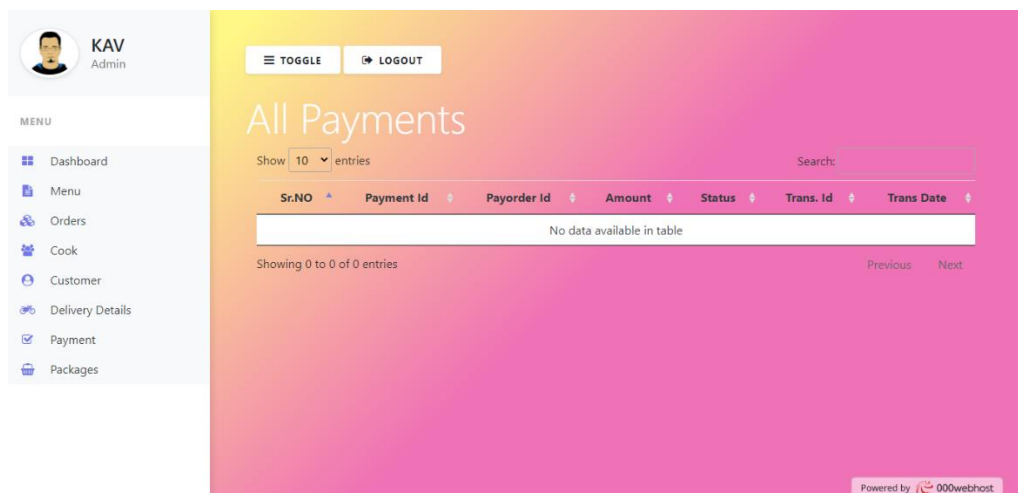 KAV
Admin
MENU
Dashboard
Menu
Orders
Cook
Customer
Delivery Details
Payment
Packages
TOGGLE LOGOUT
All Payments
Show 10 entries Search:
Sr.NO Payment Id Payorder Id Amount Status Trans. Id Trans Date
No data available in table
Showing 0 to 0 of 0 entries Previous Next
Powered by 000webhost